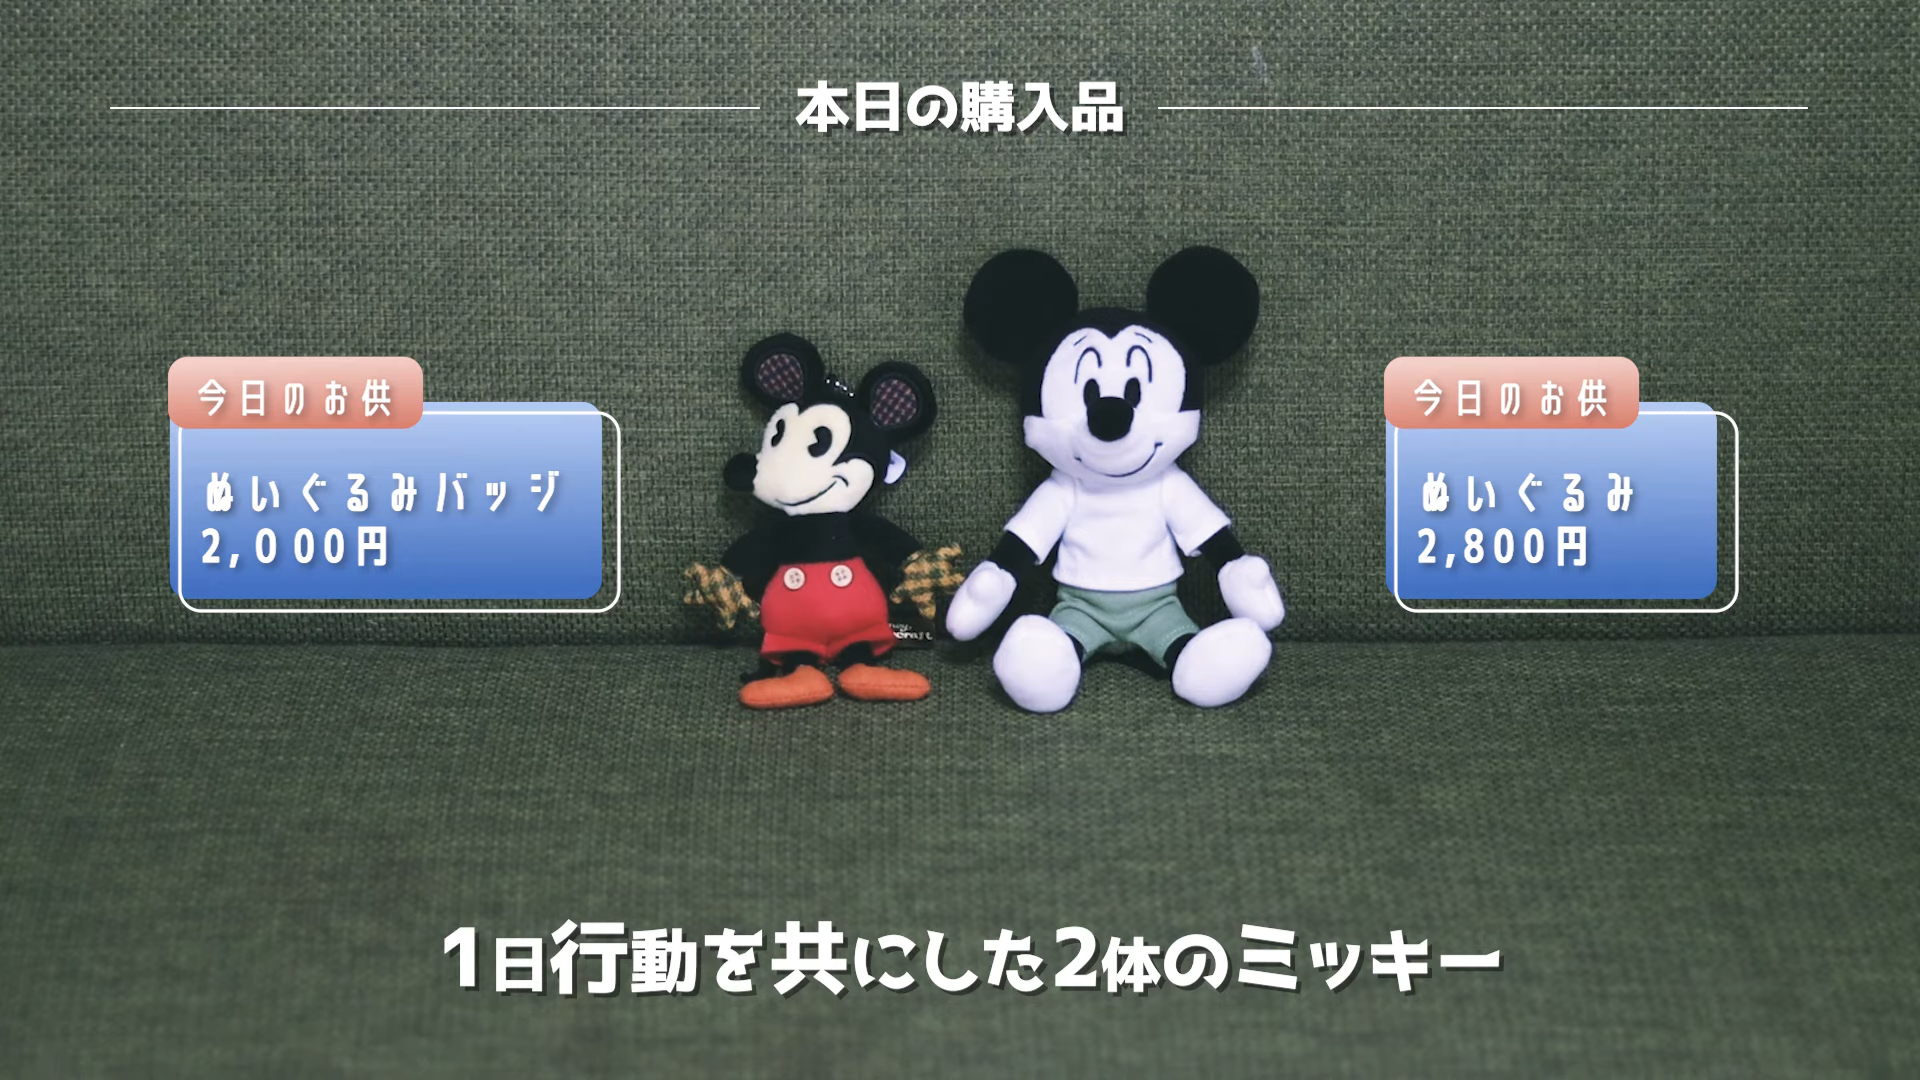 本日の購入品
今日のお供
ぬいぐるみバッジ
2,000円
今日のお供
ぬいぐるみ
2,800円
1日行動を共にした2体のミッキー